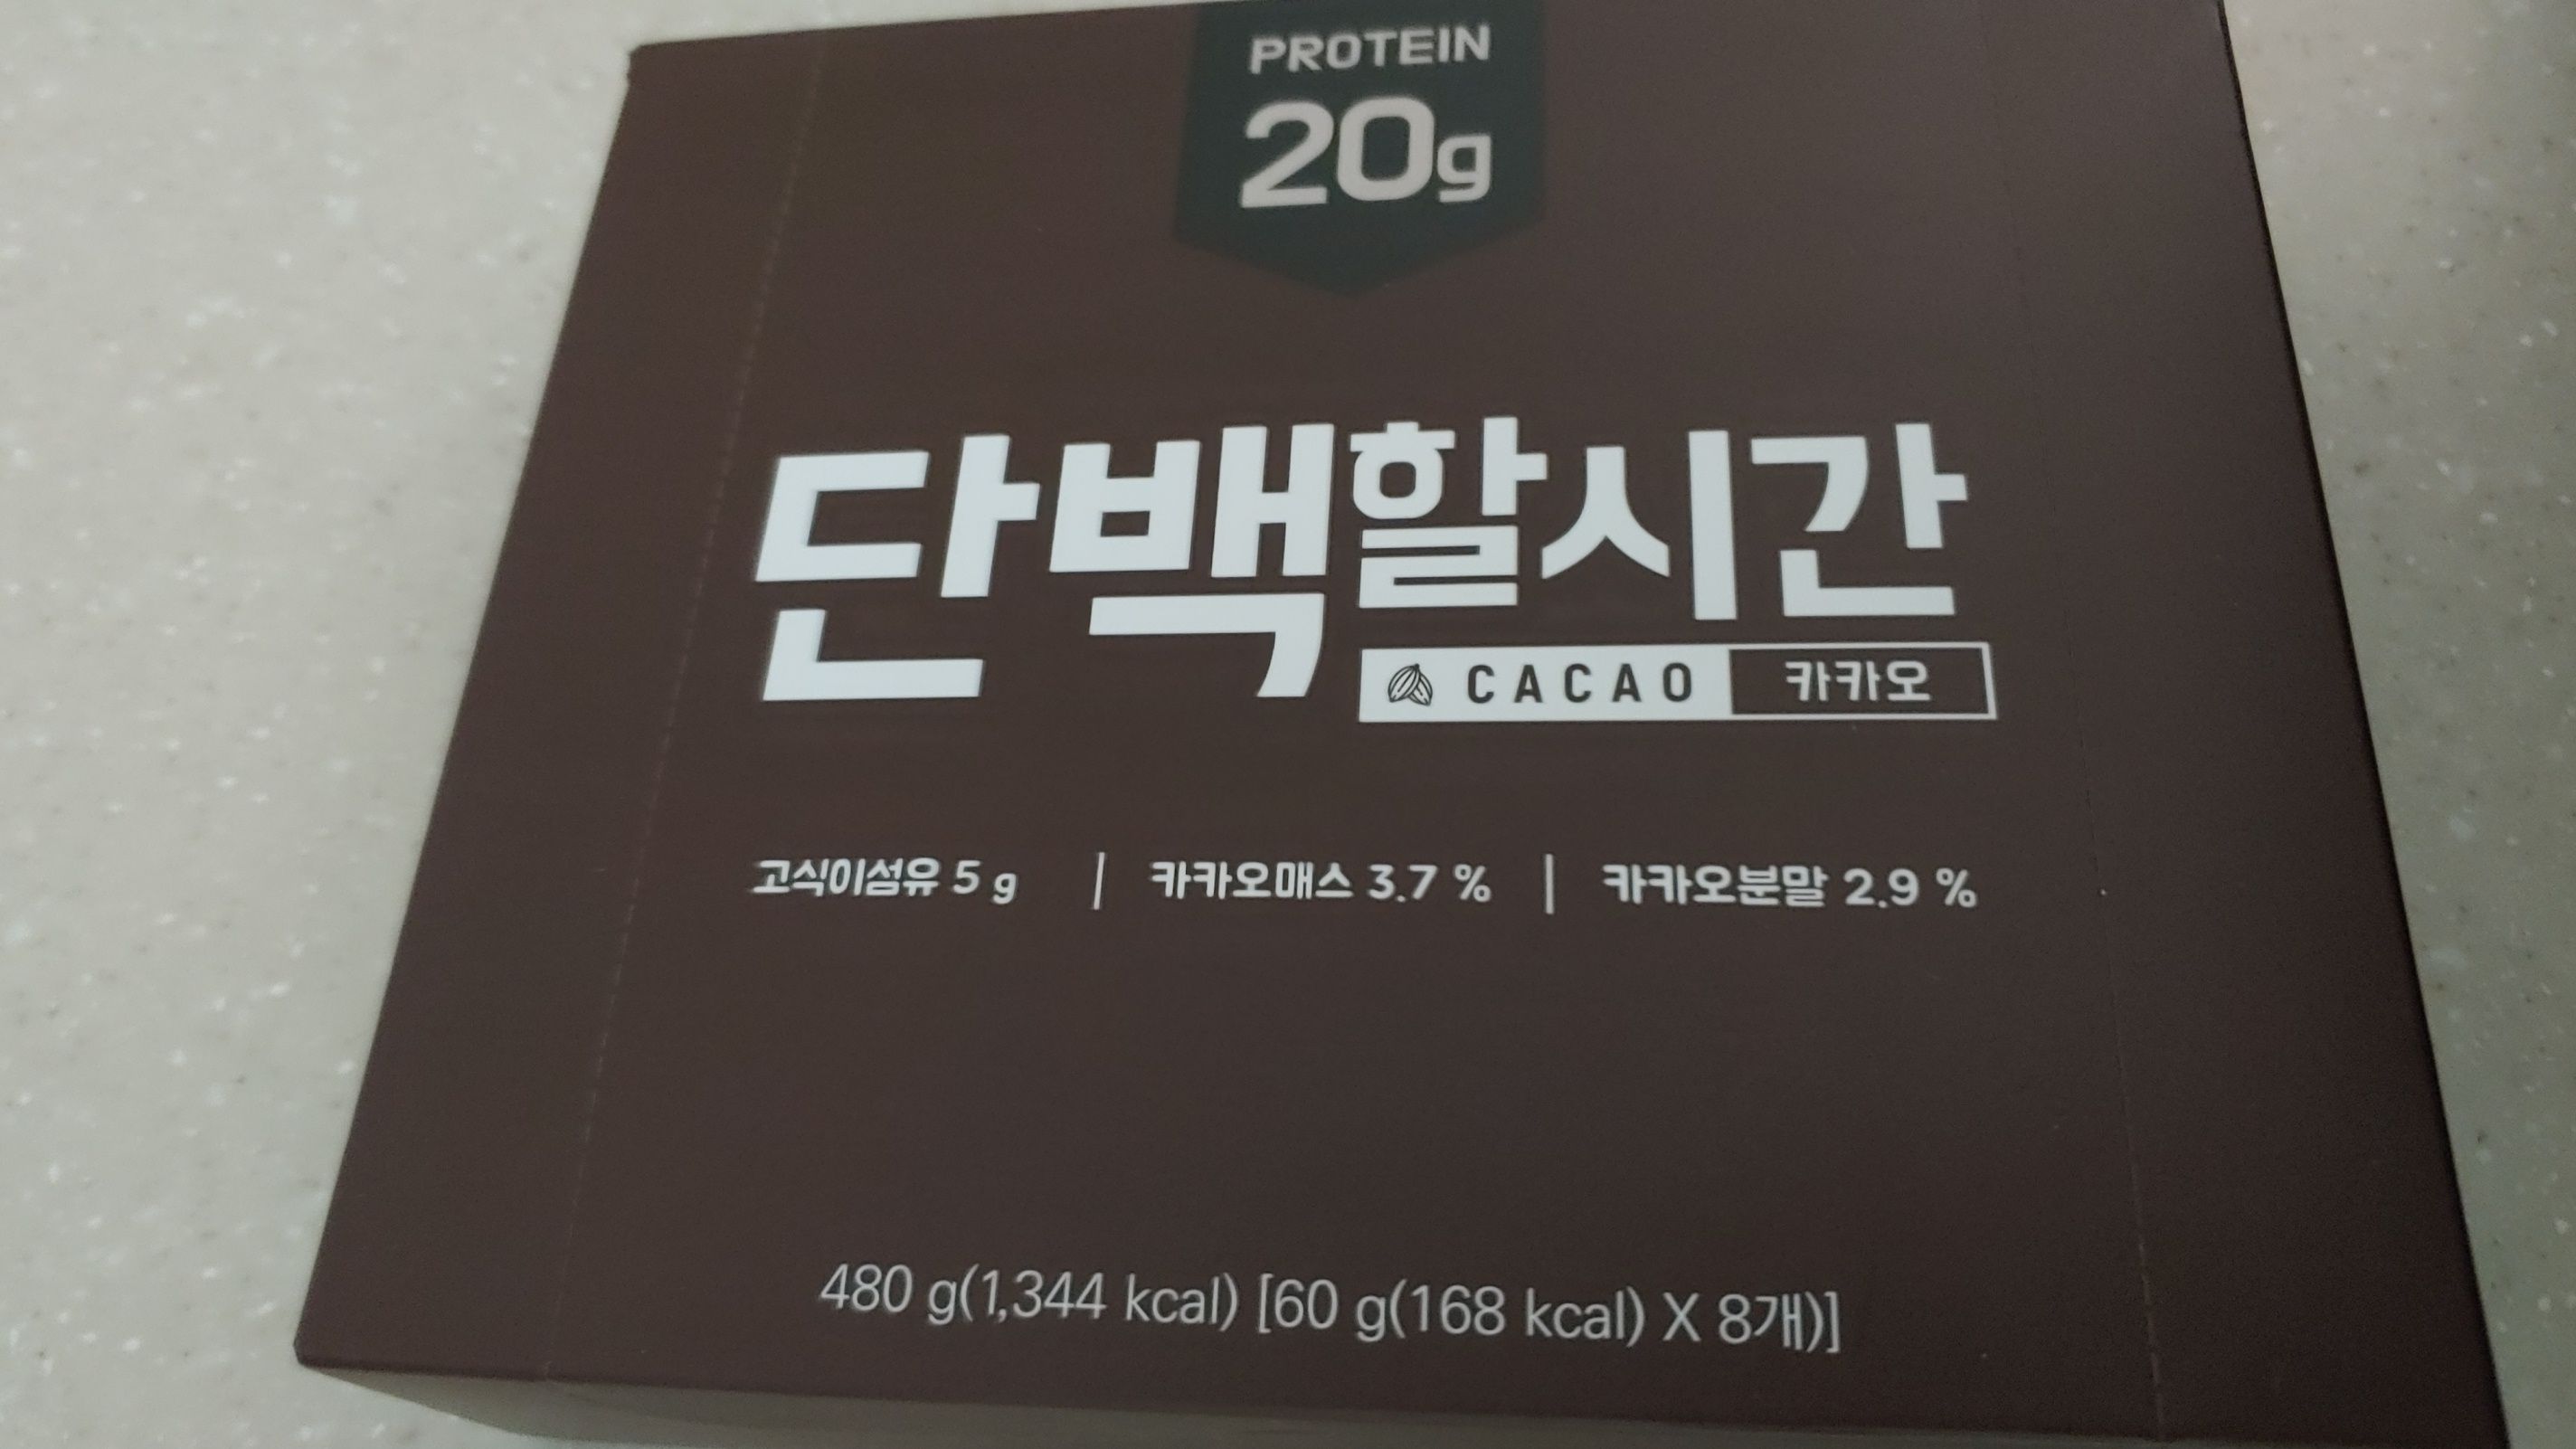 PROTEIN
20g
단백할시간
CACAO 카카오
고식이섬유 5 g | 카카오매스 3.7 % | 카카오분말 2.9 %
480 g(1,344 kcal) [60 g(168 kcal) X 8개)]